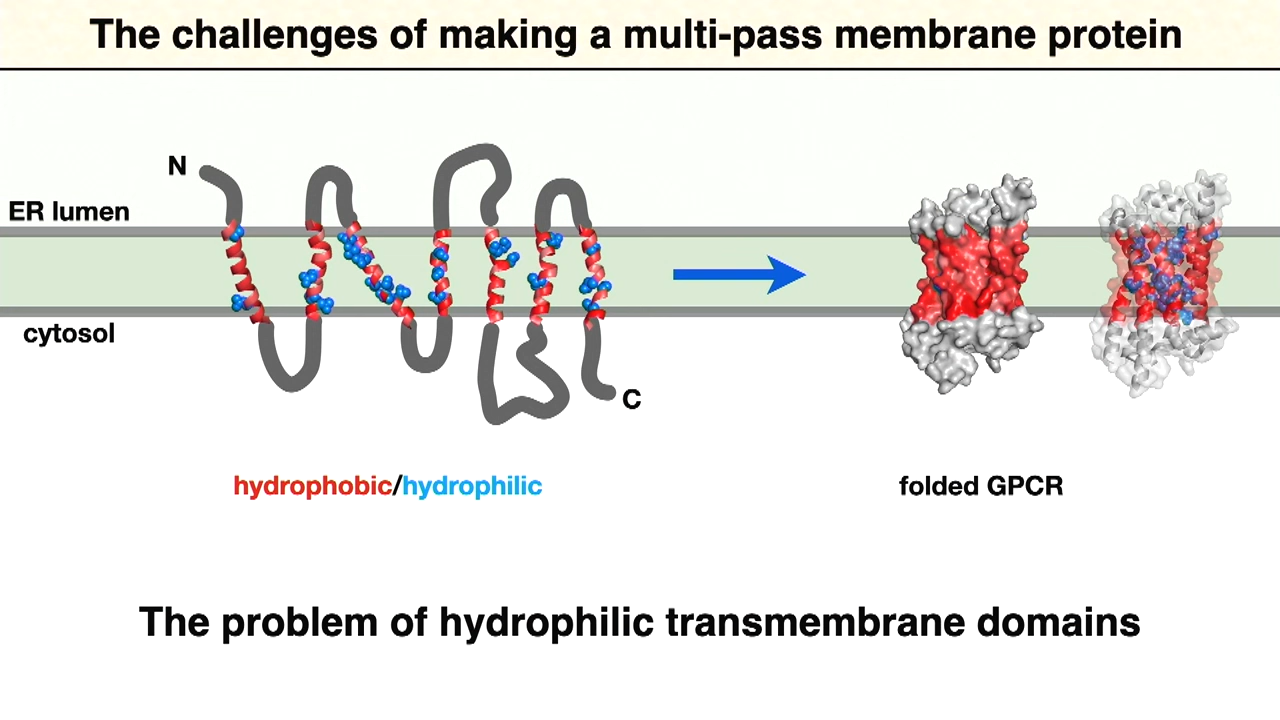 The challenges of making a multi-pass membrane protein
N
ER lumen
cytosol
C
hydrophobic/hydrophilic
folded GPCR
The problem of hydrophilic transmembrane domains